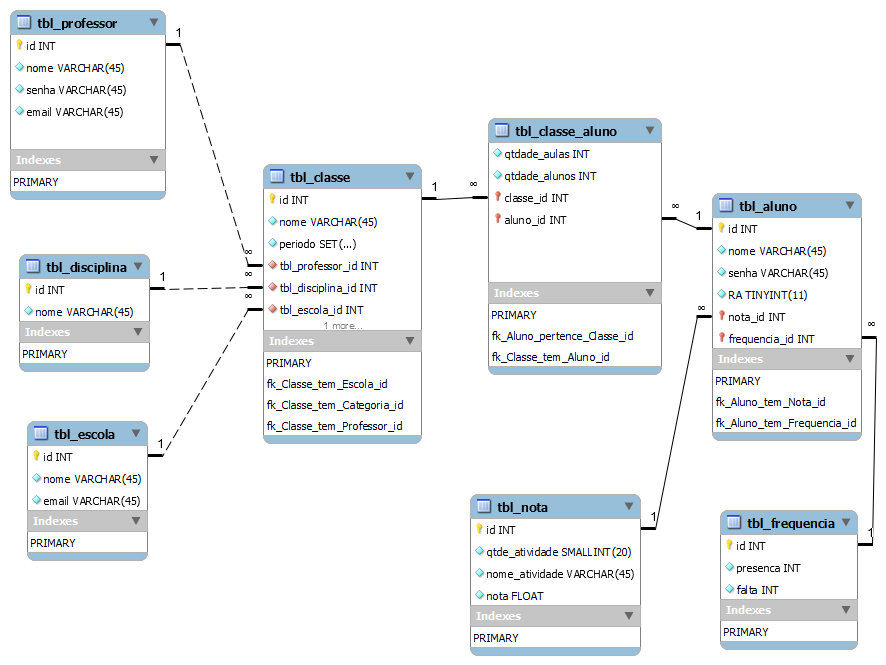 tbl_professor
id INT
nome VARCHAR(45)
senha VARCHAR(45)
email VARCHAR(45)
Indexes
PRIMARY
1
∞
tbl_disciplina
id INT
nome VARCHAR(45)
Indexes
PRIMARY
1
∞
tbl_escola
id INT
nome VARCHAR(45)
email VARCHAR(45)
Indexes
PRIMARY
1
∞
tbl_classe
id INT
nome VARCHAR(45)
periodo SET(...)
tbl_professor_id INT
tbl_disciplina_id INT
tbl_escola_id INT
1 more...
Indexes
PRIMARY
fk_Classe_tem_Escola_id
fk_Classe_tem_Categoria_id
fk_Classe_tem_Professor_id
1
∞
tbl_classe_aluno
qtdade_aulas INT
qtdade_alunos INT
classe_id INT
aluno_id INT
Indexes
PRIMARY
fk_Aluno_pertence_Classe_id
fk_Classe_tem_Aluno_id
∞
1
tbl_aluno
id INT
nome VARCHAR(45)
senha VARCHAR(45)
RA TINYINT(11)
nota_id INT
frequencia_id INT
Indexes
PRIMARY
fk_Aluno_tem_Nota_id
fk_Aluno_tem_Frequencia_id
∞
∞
tbl_nota
id INT
qtde_atividade SMALLINT(20)
nome_atividade VARCHAR(45)
nota FLOAT
Indexes
PRIMARY
1
tbl_frequencia
id INT
presenca INT
falta INT
Indexes
PRIMARY
1